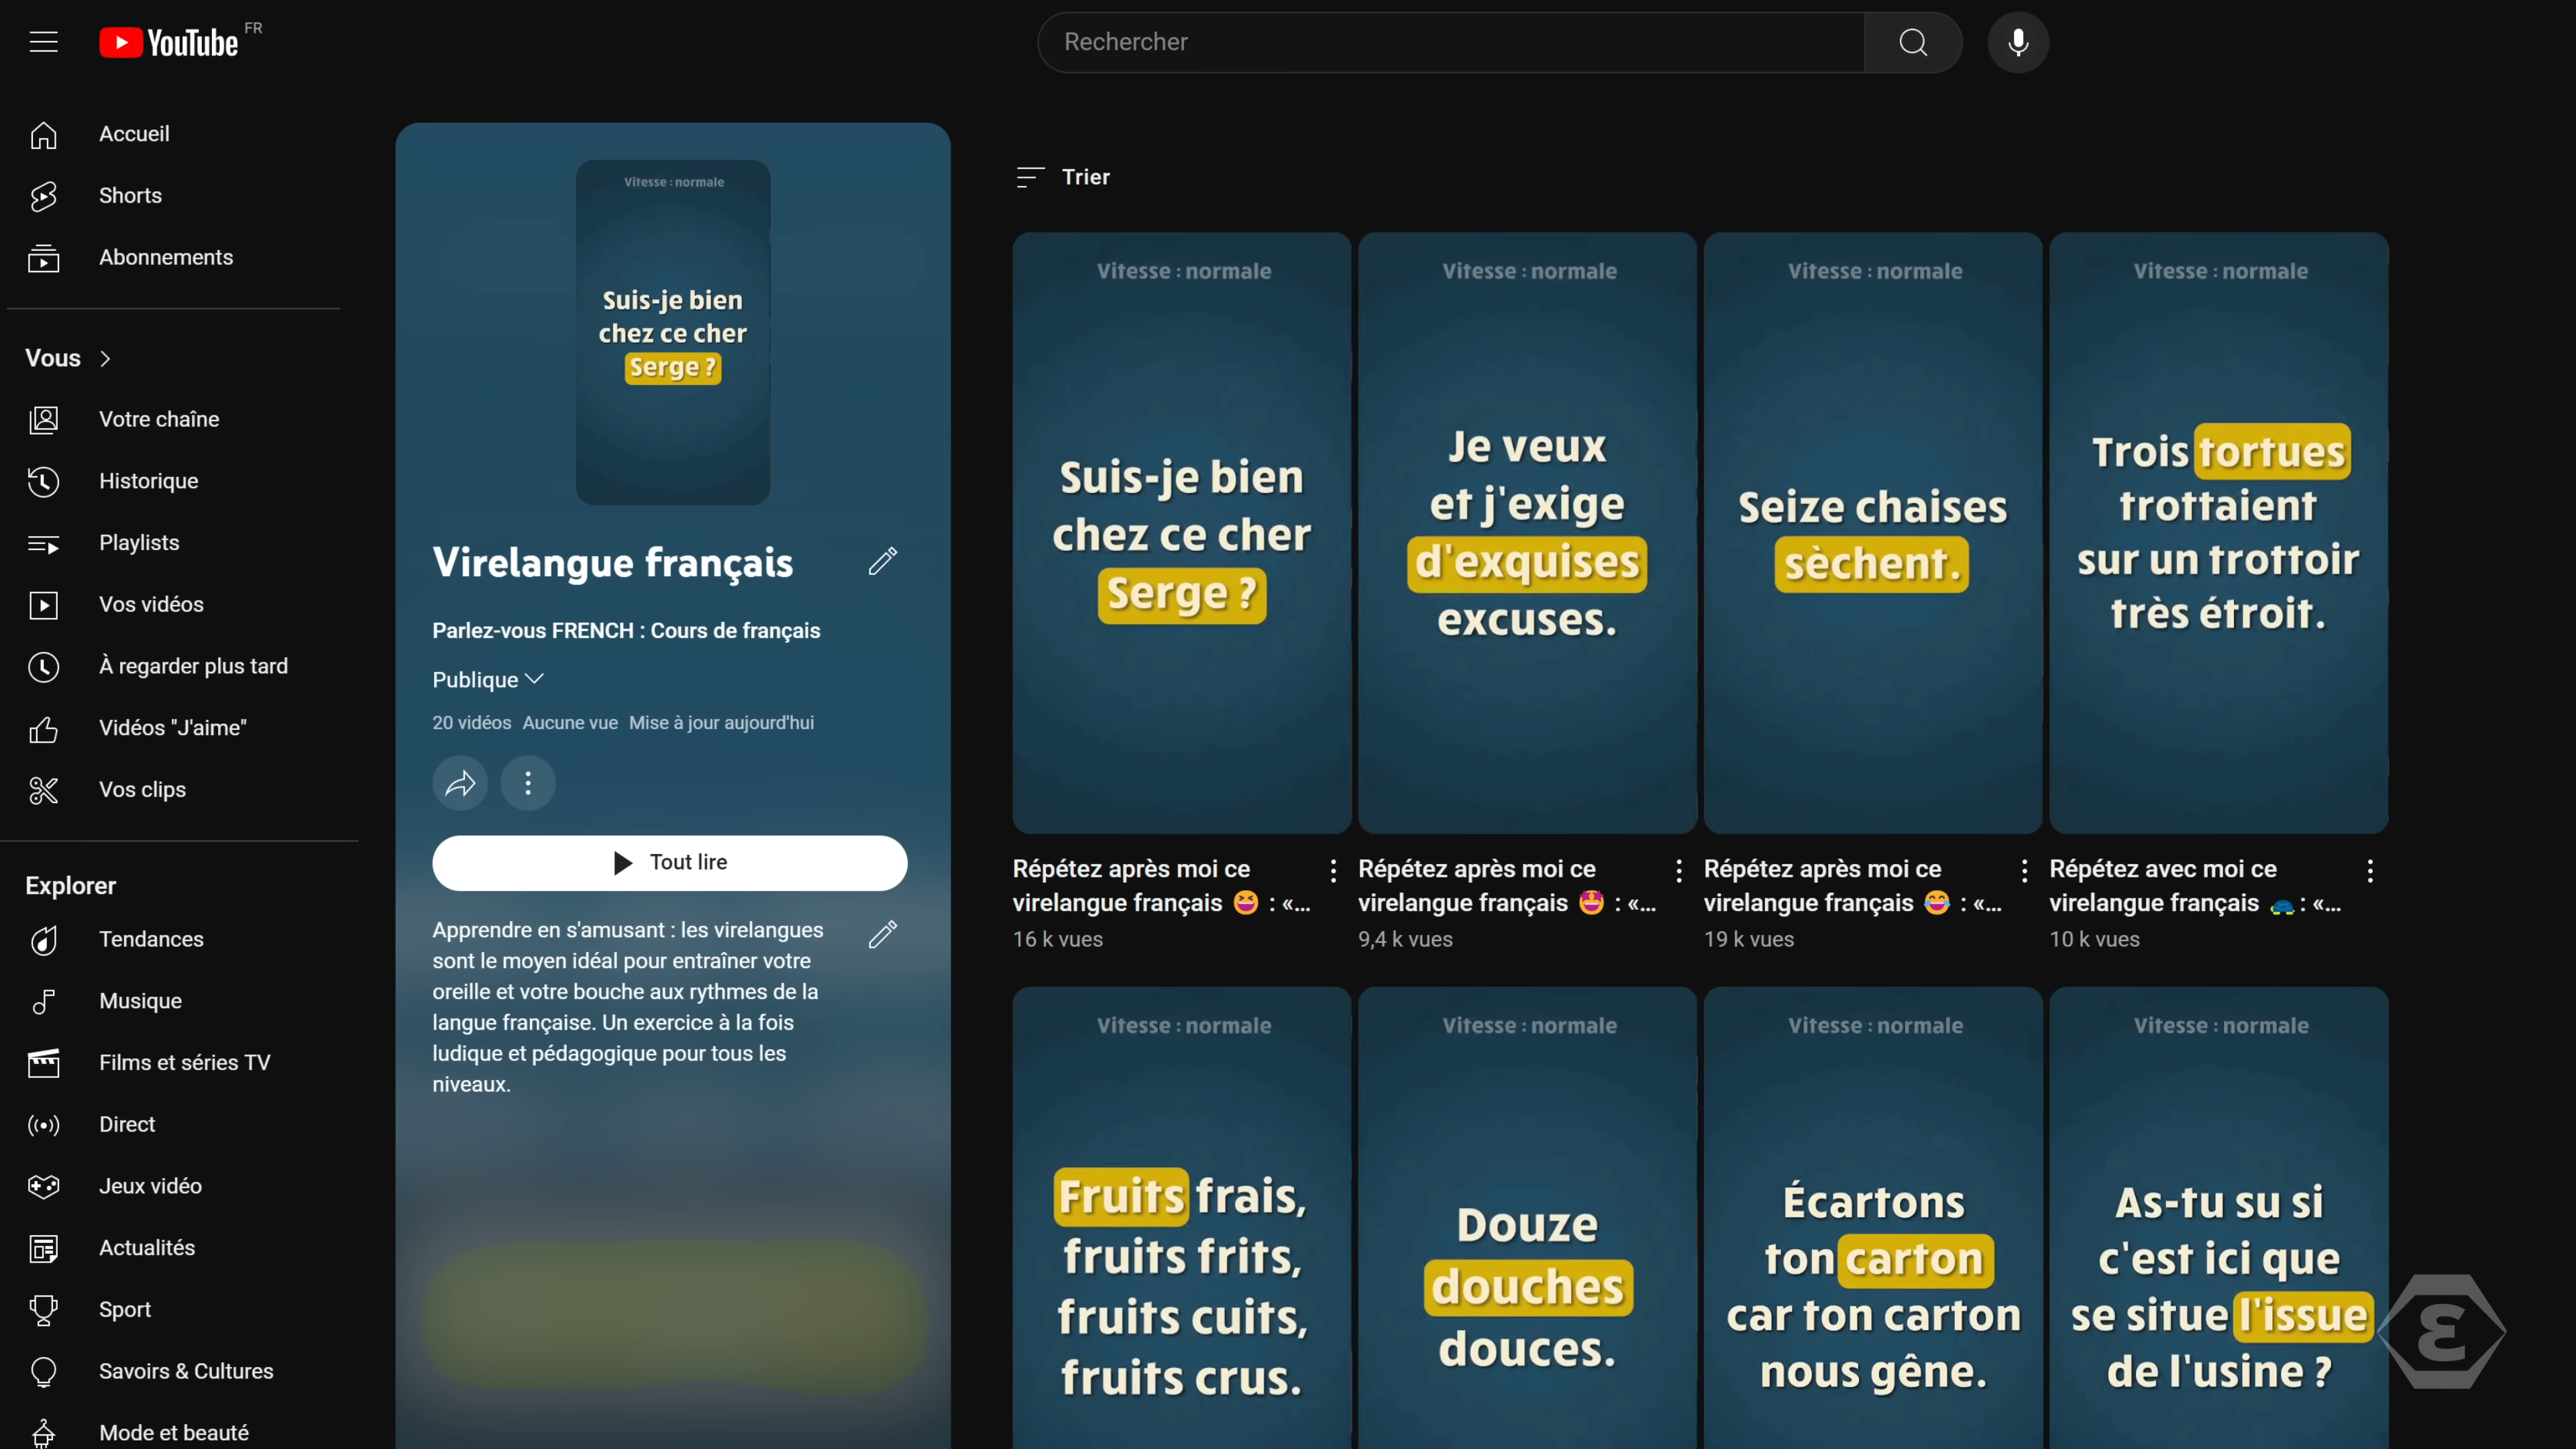 YouTube FR
Rechercher
Accueil
Shorts
Abonnements
Vous
Votre chaîne
Historique
Playlists
Vos vidéos
À regarder plus tard
Vidéos "J'aime"
Vos clips
Explorer
Tendances
Musique
Films et séries TV
Direct
Jeux vidéo
Actualités
Sport
Savoirs & Cultures
Mode et beauté
Vitesse : normale
Suis-je bien
chez ce cher
Serge ?
Virelangue français
Parlez-vous FRENCH : Cours de français
Publique
20 vidéos Aucune vue Mise à jour aujourd'hui
Tout lire
Apprendre en s'amusant : les virelangues
sont le moyen idéal pour entraîner votre
oreille et votre bouche aux rythmes de la
langue française. Un exercice à la fois
ludique et pédagogique pour tous les
niveaux.
Trier
Vitesse : normale
Suis-je bien
chez ce cher
Serge ?
Répétez après moi ce
virelangue français 😆 : «...
16 k vues
Vitesse : normale
Je veux
et j'exige
d'exquises
excuses.
Répétez après moi ce
virelangue français 🤩 : «...
9,4 k vues
Vitesse : normale
Seize chaises
sèchent.
Répétez après moi ce
virelangue français 😂 : «...
19 k vues
Vitesse : normale
Trois tortues
trottaient
sur un trottoir
très étroit.
Répétez avec moi ce
virelangue français 🐢 : «...
10 k vues
Vitesse : normale
Fruits frais,
fruits frits,
fruits cuits,
fruits crus.
Vitesse : normale
Douze
douches
douces.
Vitesse : normale
Écartons
ton carton
car ton carton
nous gêne.
Vitesse : normale
As-tu su si
c'est ici que
se situe l'issue
de l'usine ?
ε